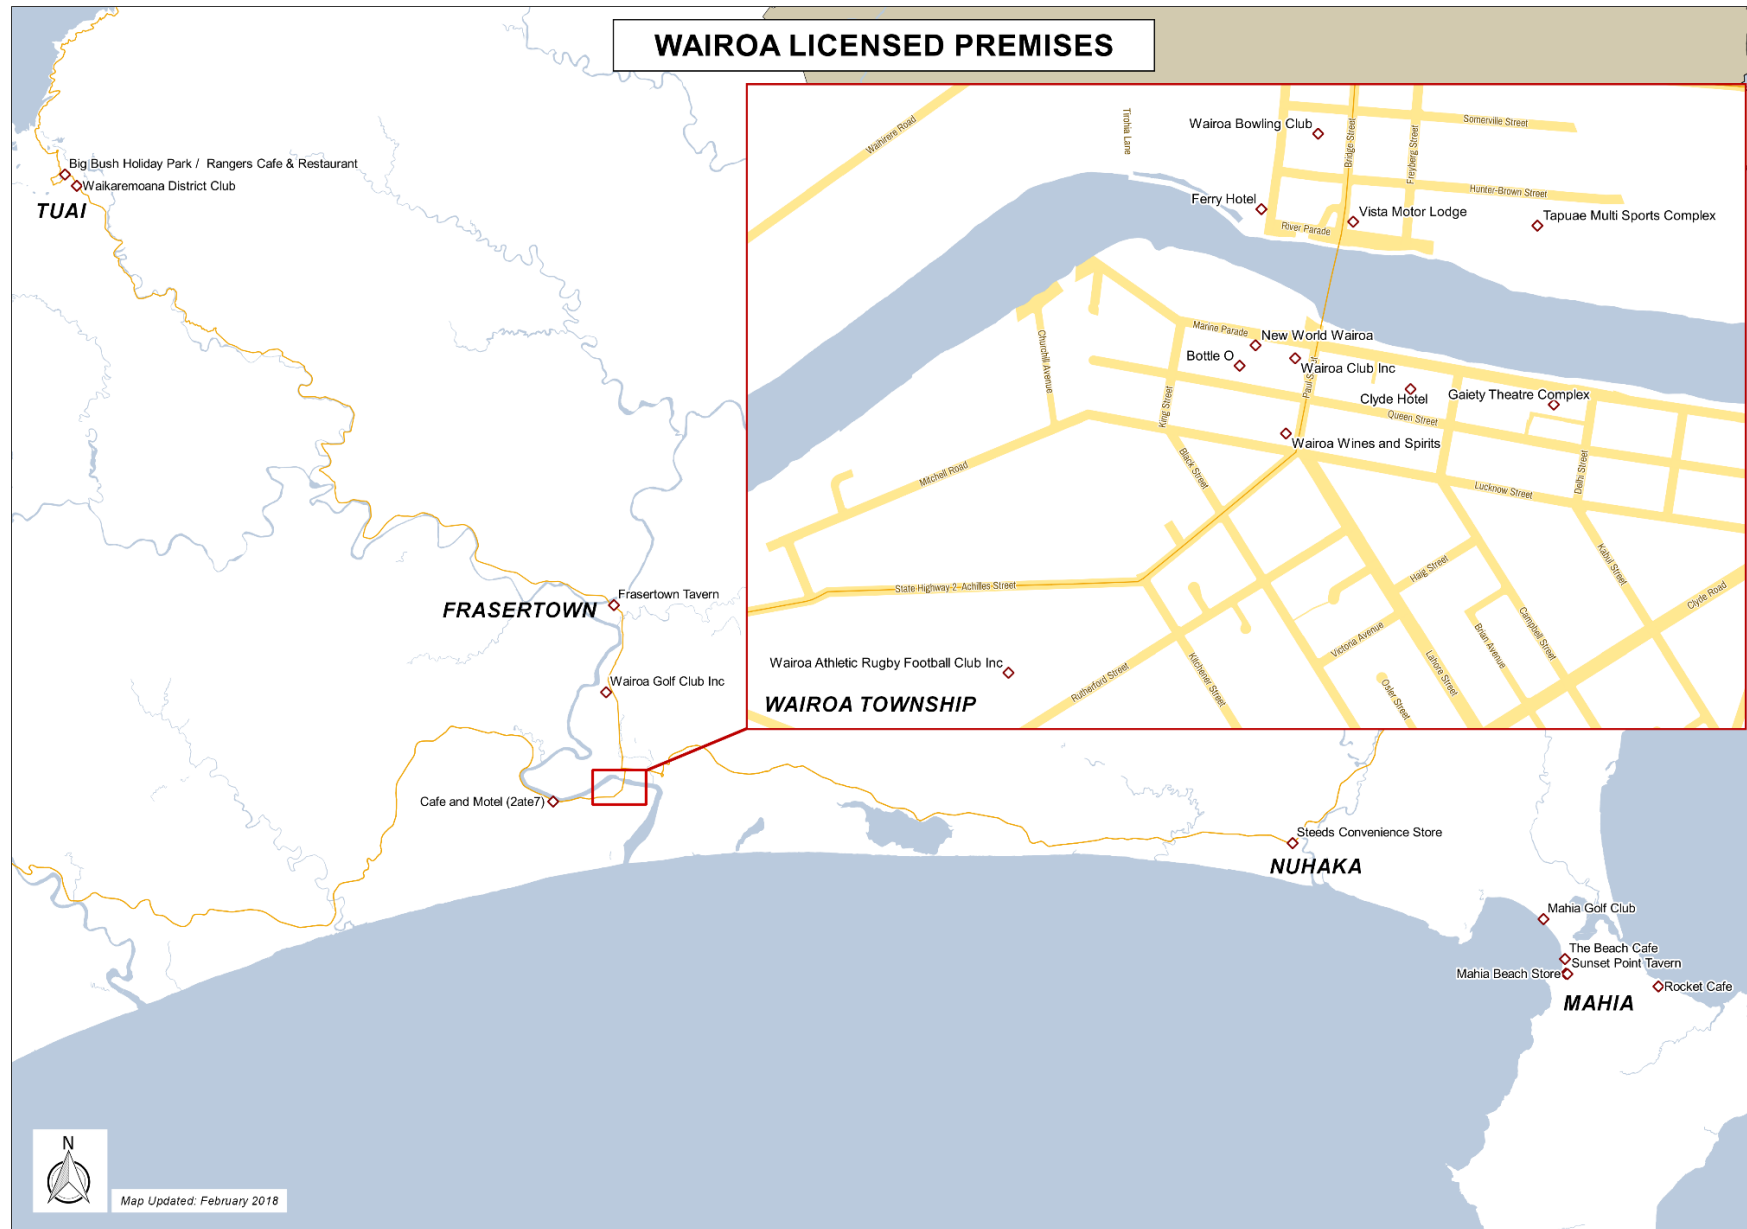 WAIROA LICENSED PREMISES
Big Bush Holiday Park / Rangers Cafe & Restaurant
Waikaremoana District Club
TUAI
Waihirere Road
Tirohia Lane
Wairoa Bowling Club
Somerville Street
Bridge Street
Freyberg Street
Hunter-Brown Street
Ferry Hotel
Vista Motor Lodge
Tapuae Multi Sports Complex
River Parade
Marine Parade
New World Wairoa
Bottle O
Wairoa Club Inc
Churchill Avenue
King Street
Clyde Hotel
Gaiety Theatre Complex
Queen Street
Wairoa Wines and Spirits
Mitchell Road
Black Street
Lucknow Street
Delhi Street
State Highway 2-Achilles Street
Haig Street
Kabul Street
Clyde Road
Campbell Street
Brian Avenue
Victoria Avenue
Lahore Street
Osler Street
Kitchener Street
Rutherford Street
Wairoa Athletic Rugby Football Club Inc
WAIROA TOWNSHIP
Frasertown Tavern
FRASERTOWN
Wairoa Golf Club Inc
Cafe and Motel (2ate7)
Steeds Convenience Store
NUHAKA
Mahia Golf Club
The Beach Cafe
Sunset Point Tavern
Mahia Beach Store
Rocket Cafe
MAHIA
N
Map Updated: February 2018